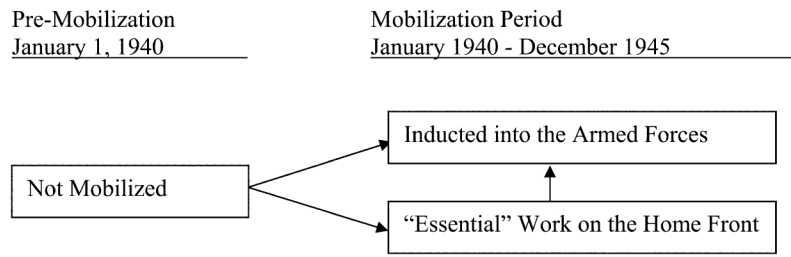 Pre-Mobilization
January 1, 1940
Mobilization Period
January 1940 - December 1945
Inducted into the Armed Forces
Not Mobilized
“Essential” Work on the Home Front